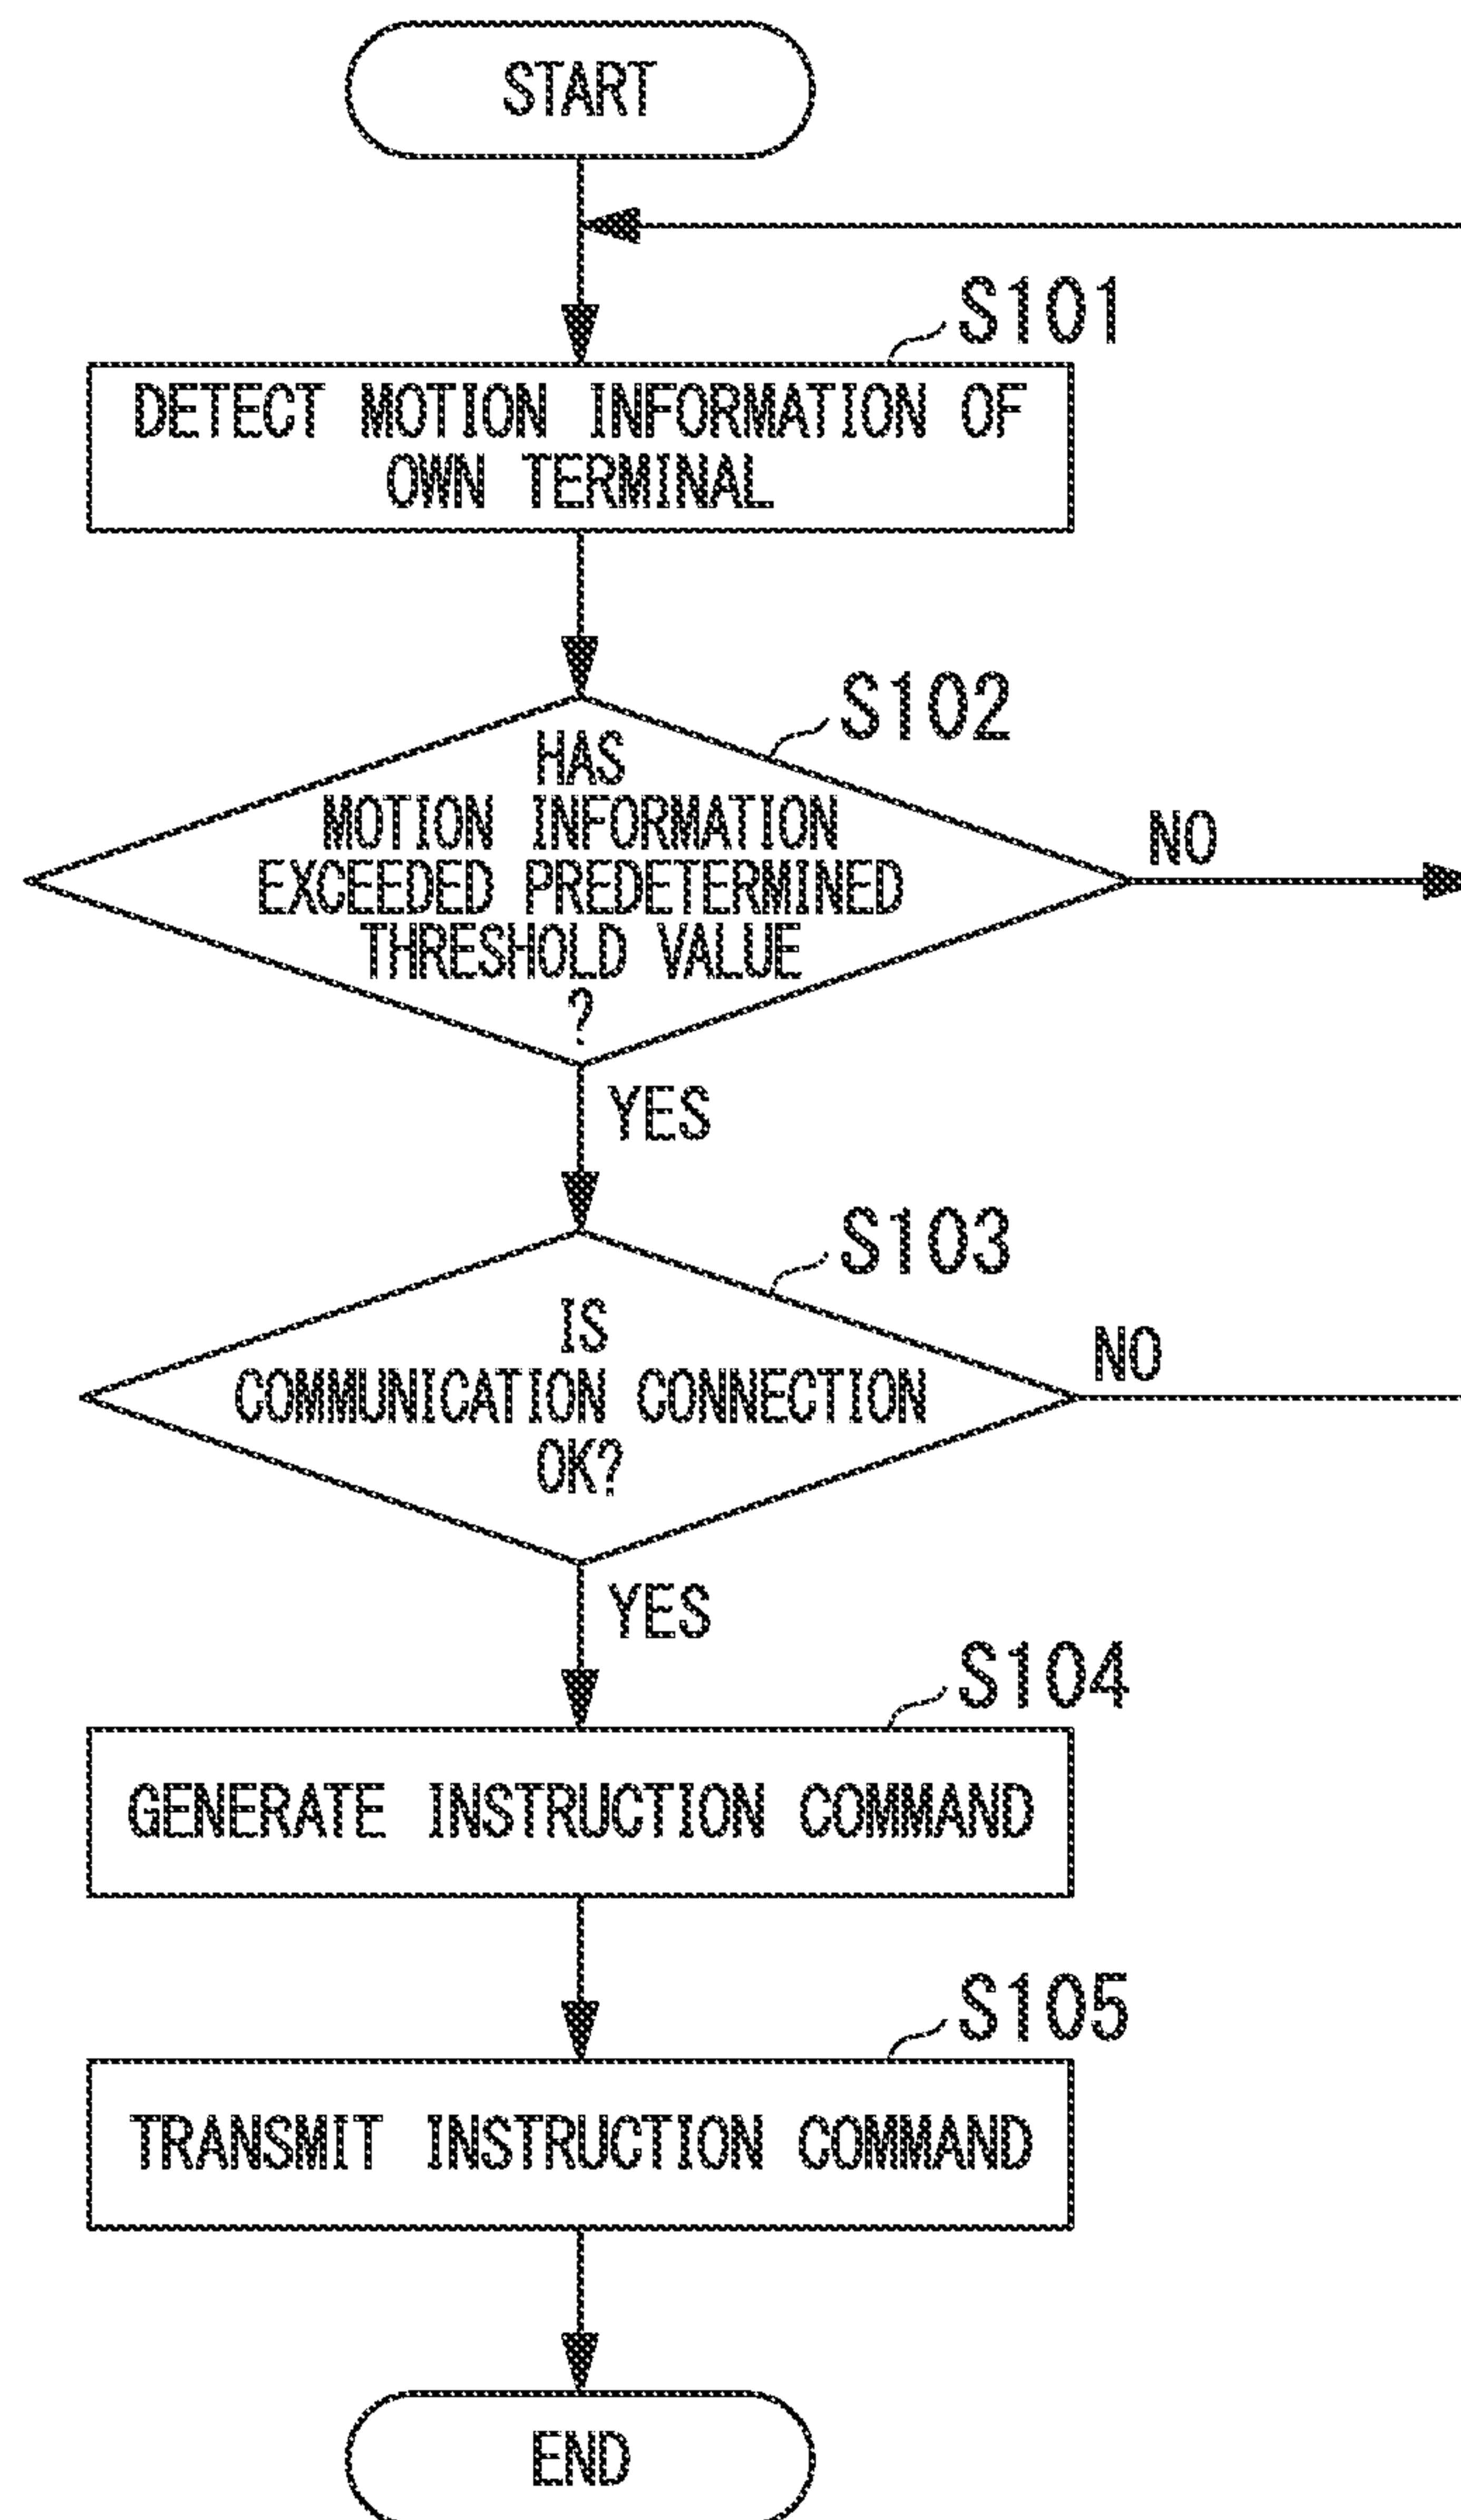 START
S101
DETECT MOTION INFORMATION OF
OWN TERMINAL
S102
HAS
MOTION INFORMATION
EXCEEDED PREDETERMINED
THRESHOLD VALUE
?
NO
YES
S103
IS
COMMUNICATION CONNECTION
OK?
NO
YES
S104
GENERATE INSTRUCTION COMMAND
S105
TRANSMIT INSTRUCTION COMMAND
END